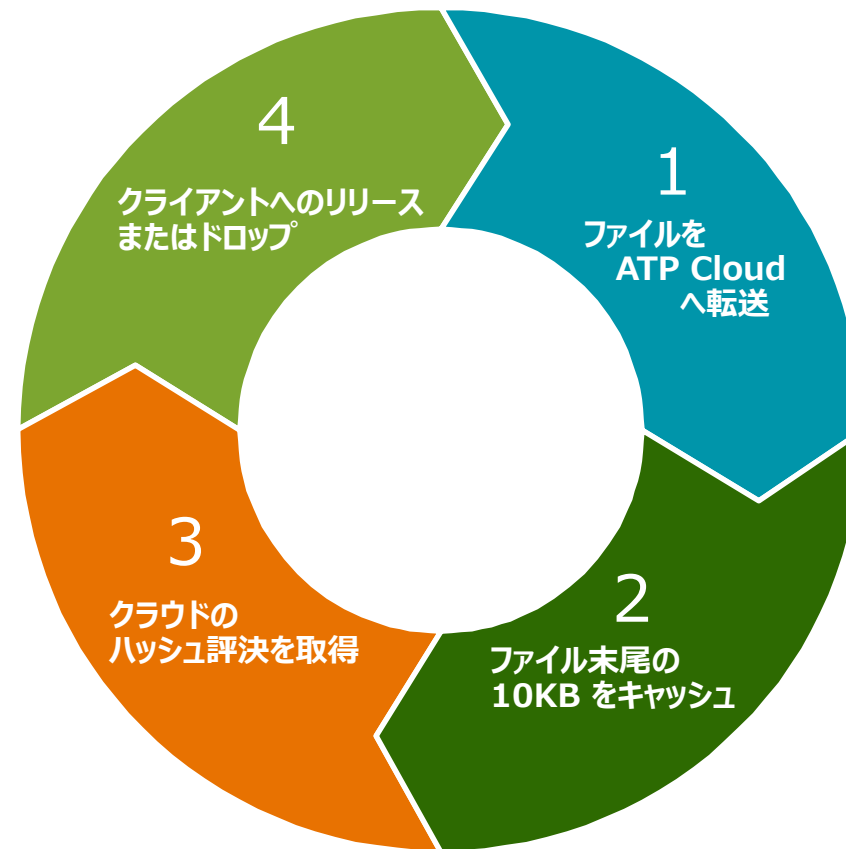 1
ファイルを
ATP Cloud
へ転送
2
ファイル末尾の
10KB をキャッシュ
3
クラウドの
ハッシュ評決を取得
4
クライアントへのリリース
またはドロップ